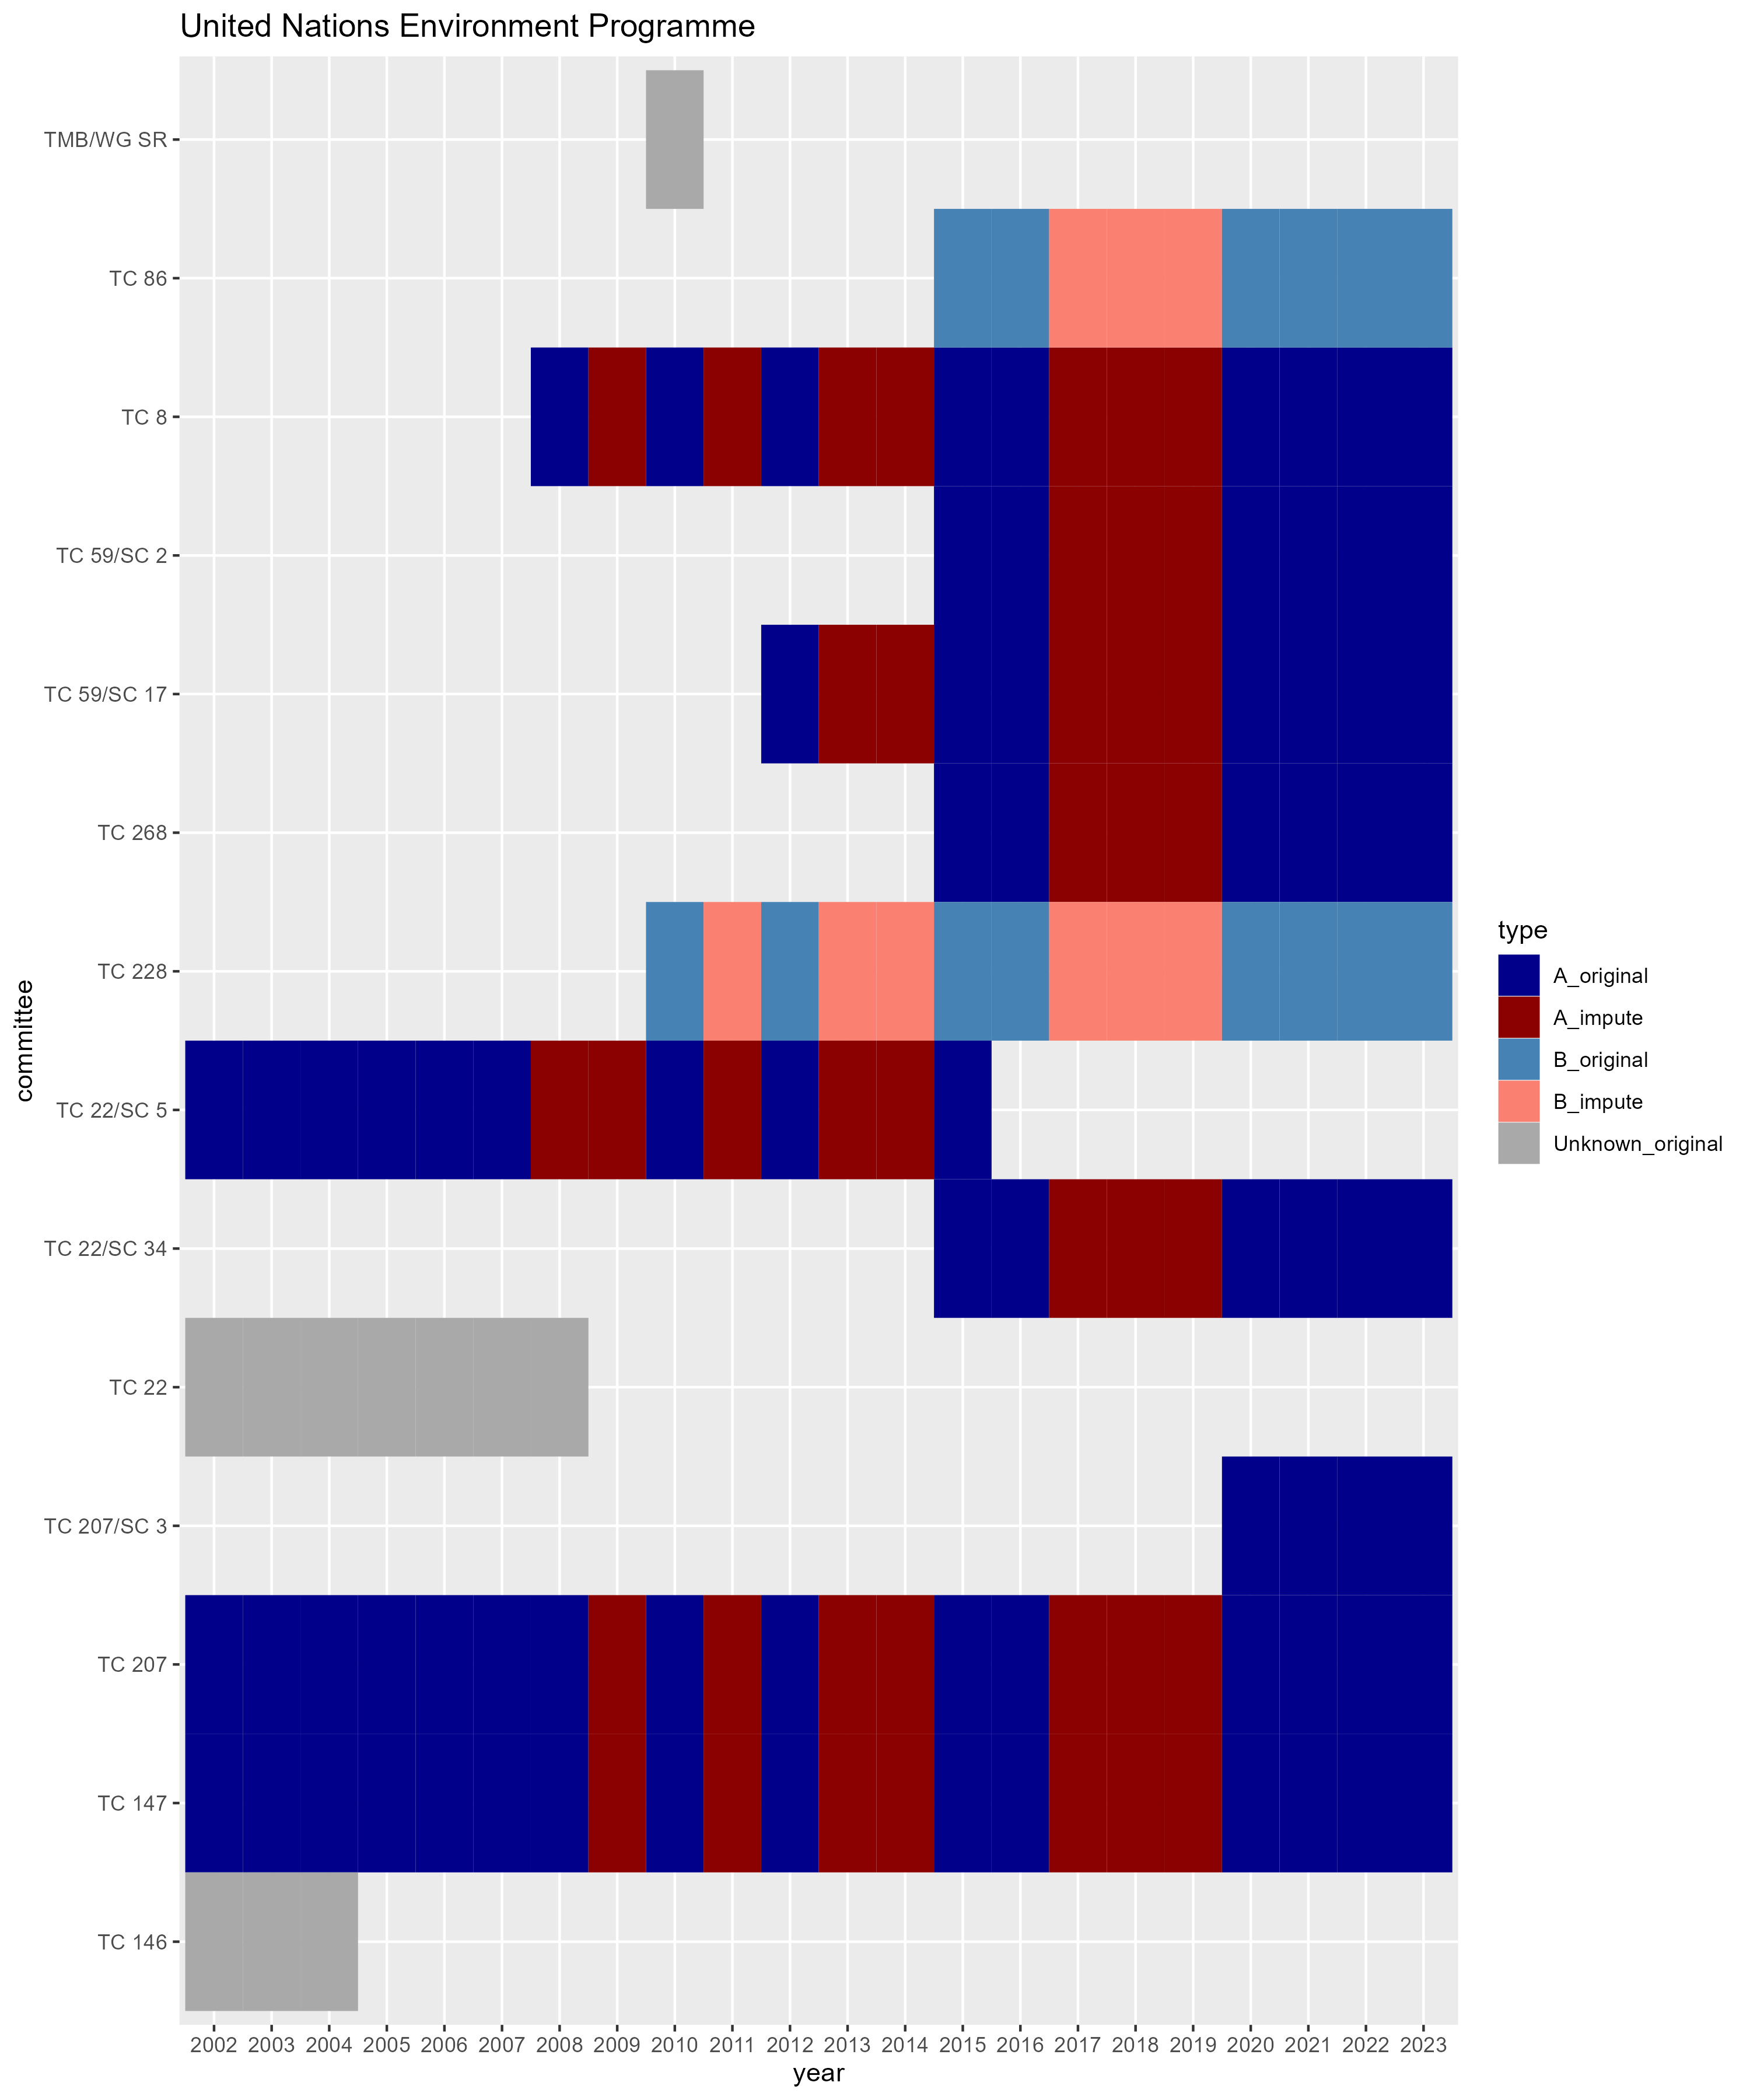 United Nations Environment Programme
committee
TMB/WG SR
TC 86
TC 8
TC 59/SC 2
TC 59/SC 17
TC 268
TC 228
TC 22/SC 5
TC 22/SC 34
TC 22
TC 207/SC 3
TC 207
TC 147
TC 146
2002 2003 2004 2005 2006 2007 2008 2009 2010 2011 2012 2013 2014 2015 2016 2017 2018 2019 2020 2021 2022 2023
year
type
A_original
A_impute
B_original
B_impute
Unknown_original